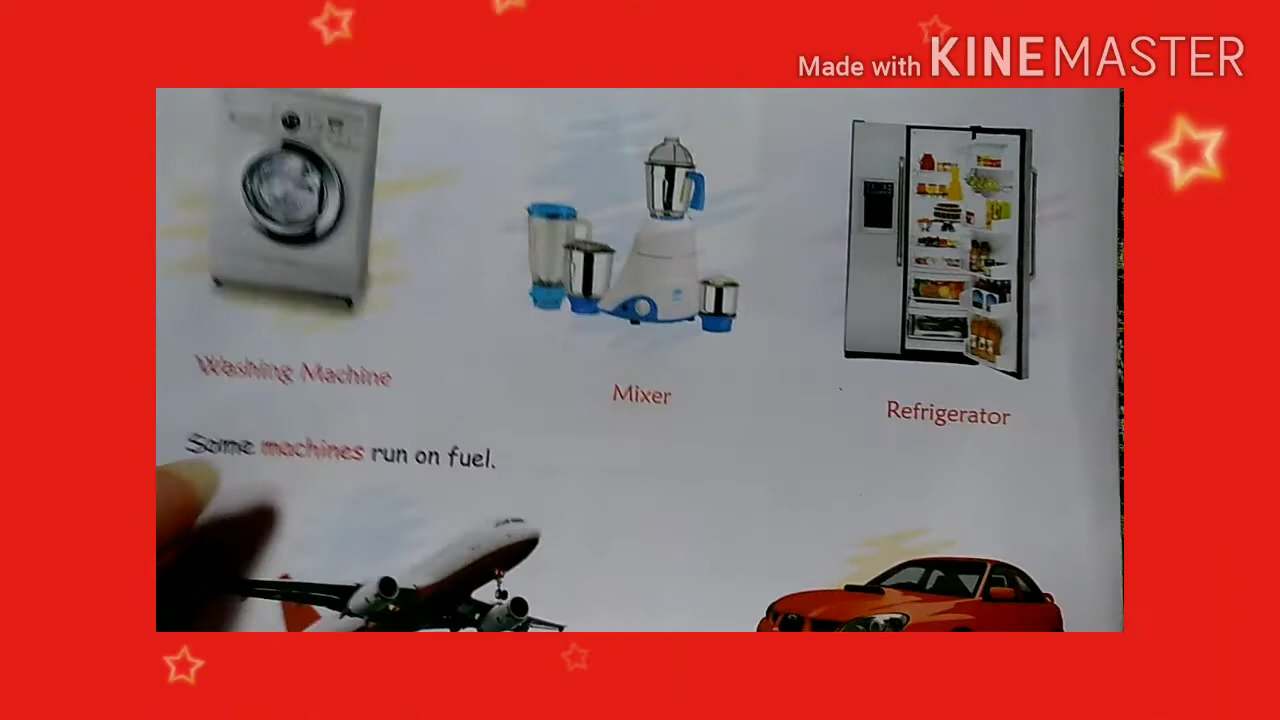 Made with KINEMASTER
Washing Machine
Mixer
Refrigerator
Some machines run on fuel.